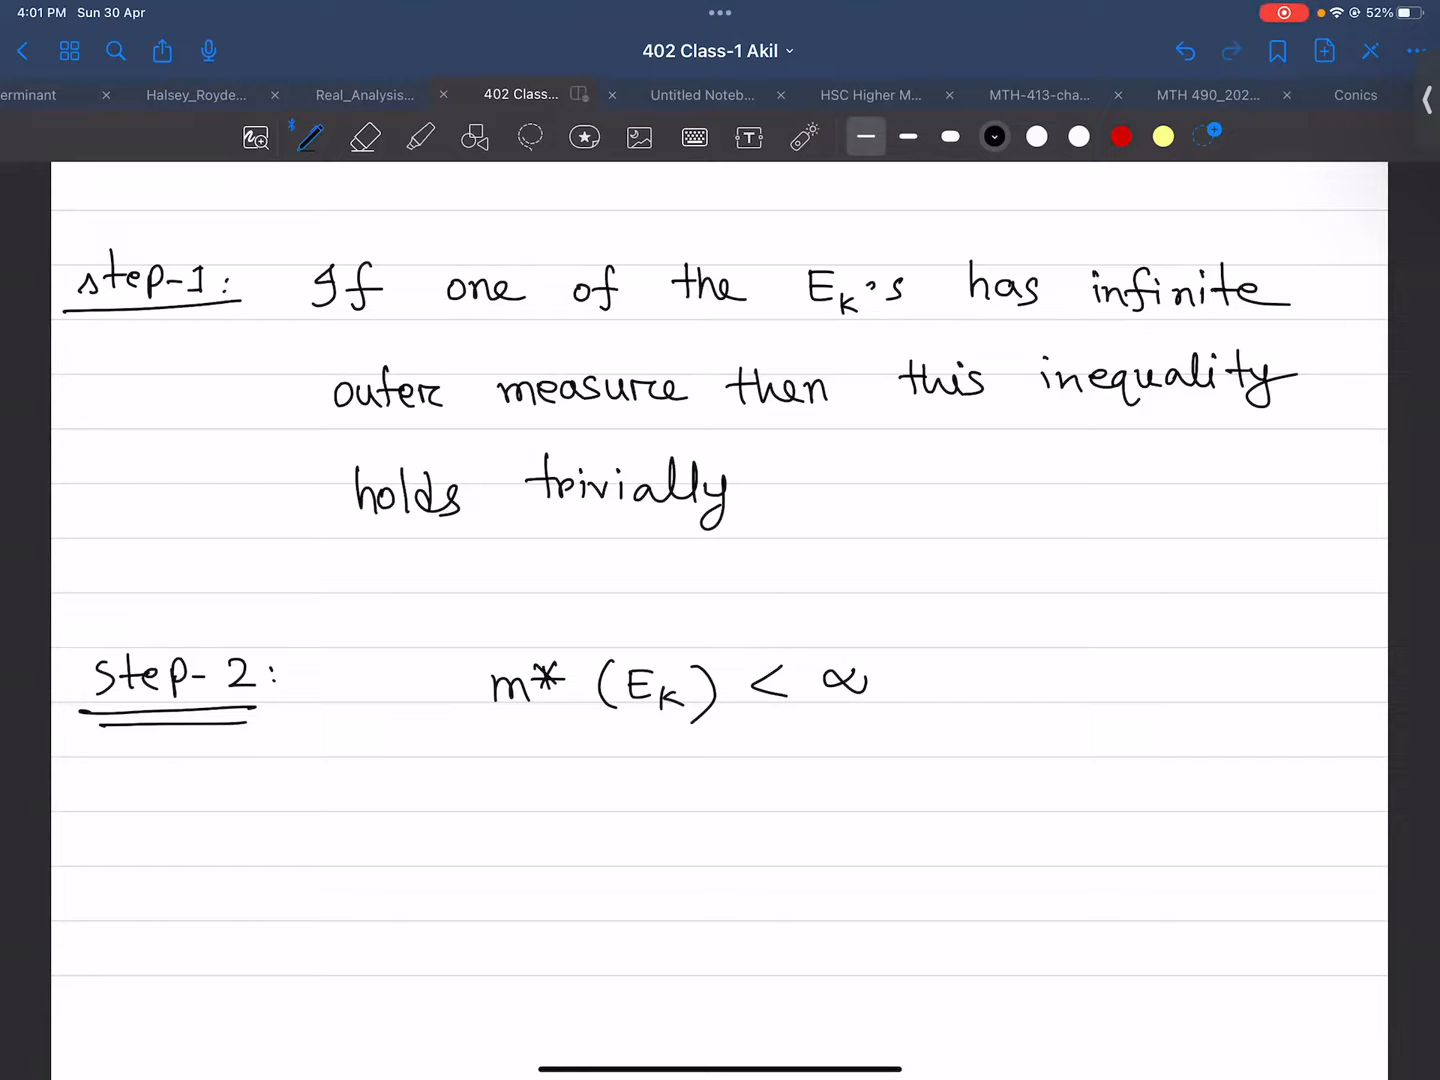 4:01 PM Sun 30 Apr
52%
402 Class-1 Akil
erminant
Halsey_Royde...
Real_Analysis...
402 Class...
Untitled Noteb...
HSC Higher M...
MTH-413-cha...
MTH 490_202...
Conics
step-1: If one of the E_K's has infinite
outer measure then this inequality
holds trivially
Step-2: m* (E_K) < ∞